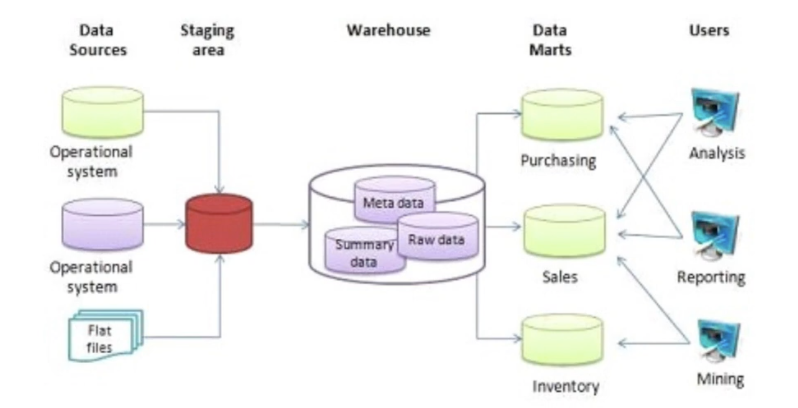 Data
Sources
Staging
area
Warehouse
Data
Marts
Users
Operational
system
Operational
system
Flat
files
Meta data
Summary
data
Raw data
Purchasing
Sales
Inventory
Analysis
Reporting
Mining